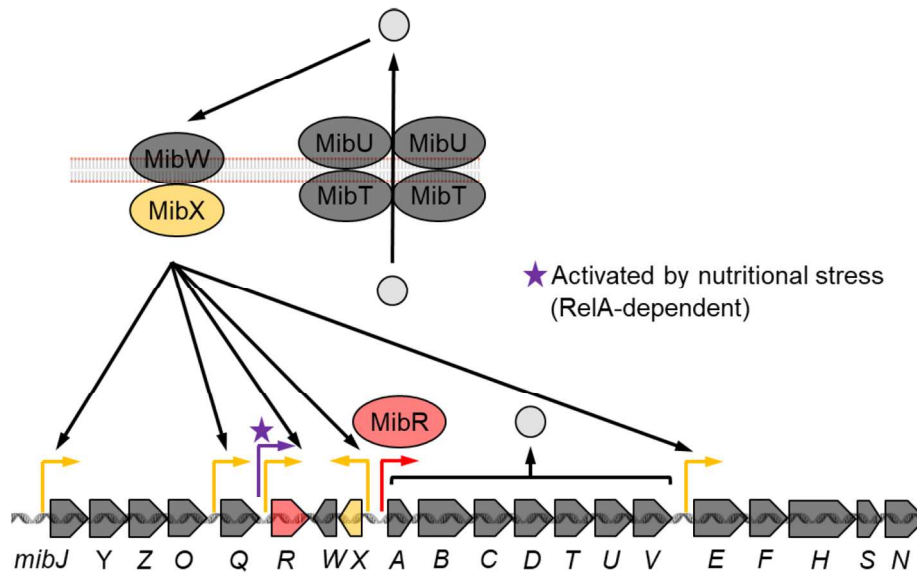 MibW
MibU MibU
MibX
MibT MibT
★ Activated by nutritional stress
(RelA-dependent)
MibR
mibJ Y Z O Q R W X A B C D T U V E F H S N